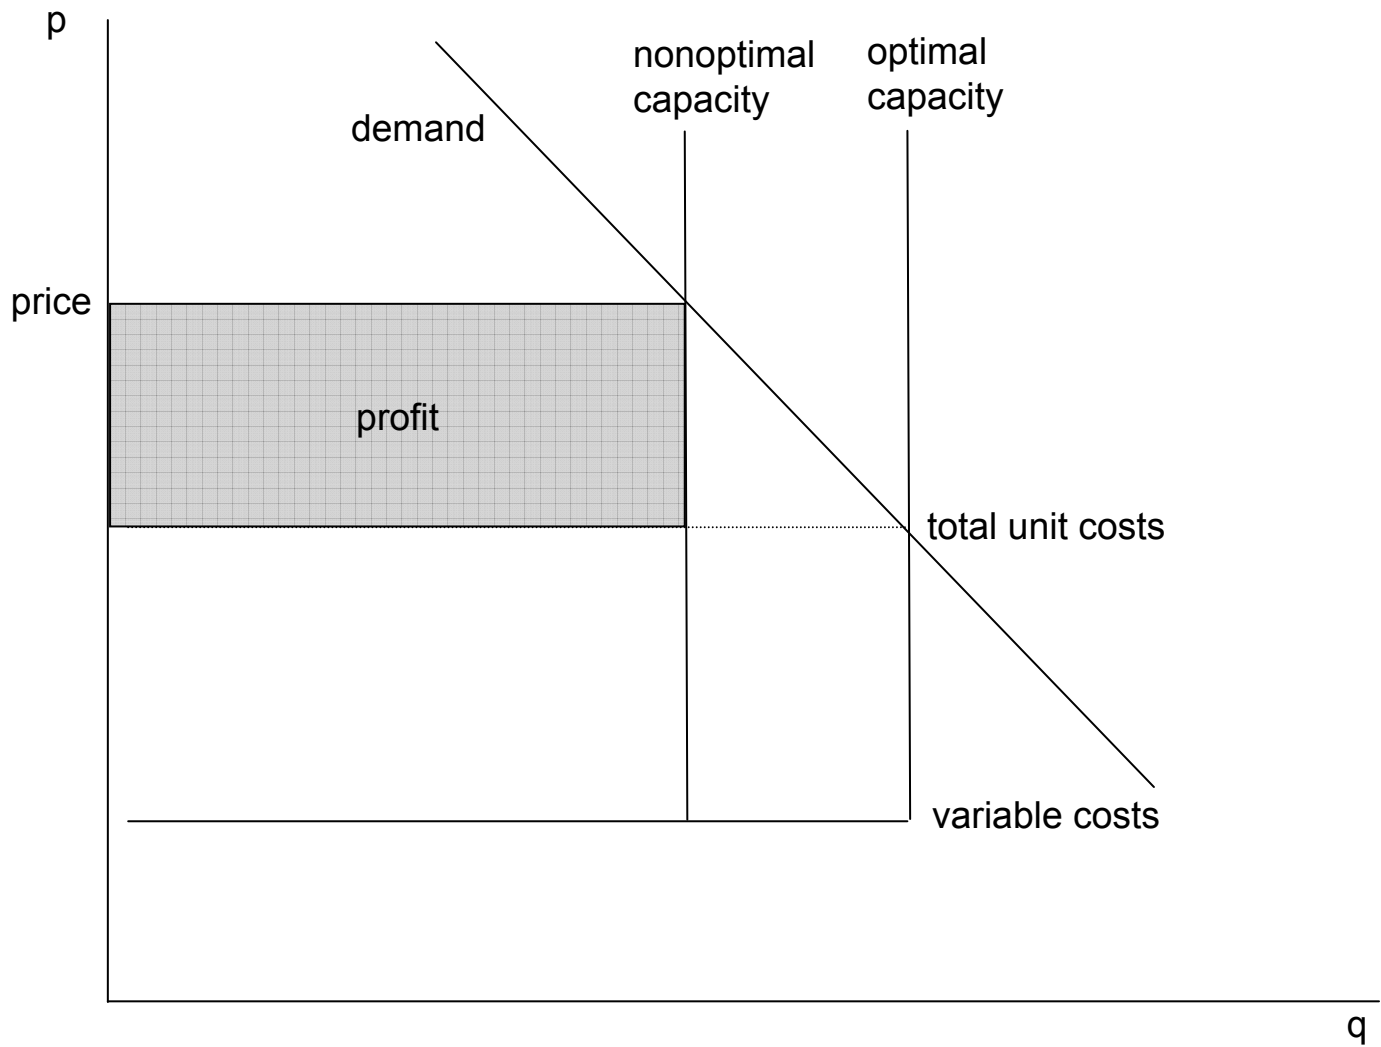 p
nonoptimal
capacity
optimal
capacity
demand
price
profit
total unit costs
variable costs
q